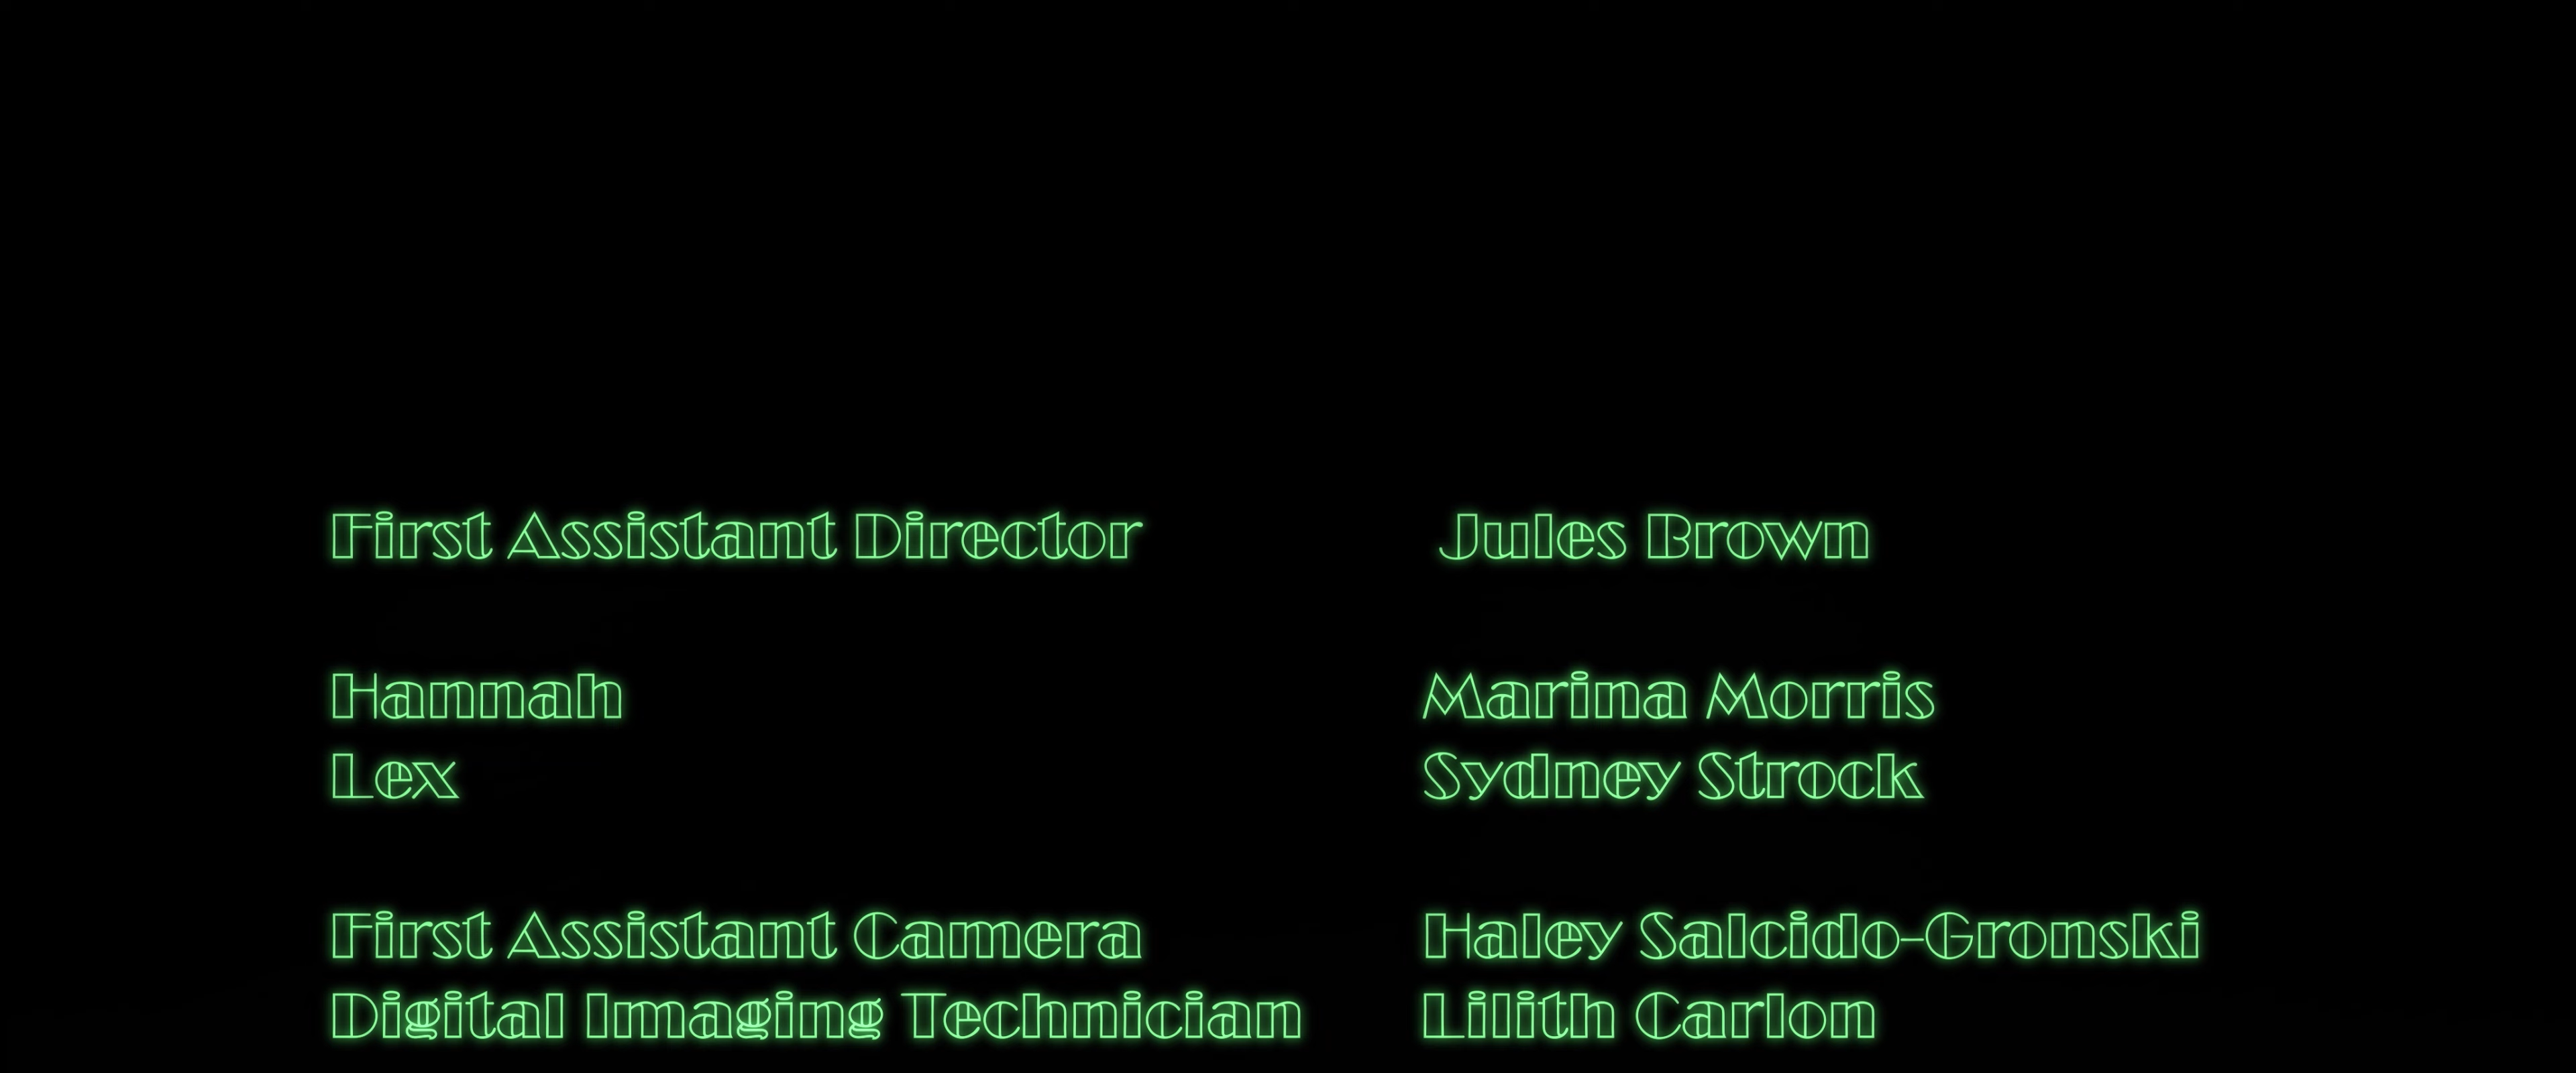 First Assistant Director Jules Brown
Hannah Marina Morris
Lex Sydney Strock
First Assistant Camera Haley Salcido-Gronski
Digital Imaging Technician Lilith Carlon